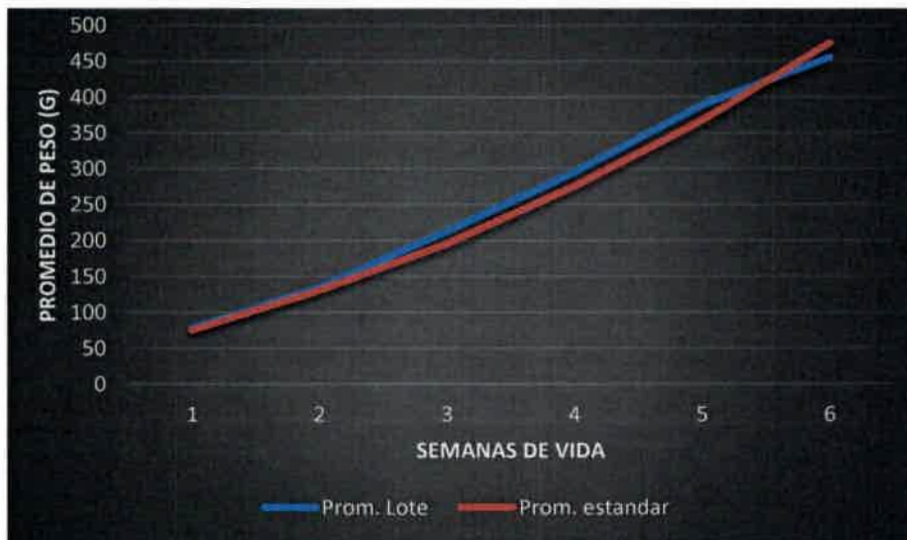 500
450
400
350
300
250
200
150
100
50
0
PROMEDIO DE PESO (G)
1 2 3 4 5 6
SEMANAS DE VIDA
Prom. Lote Prom. estandar